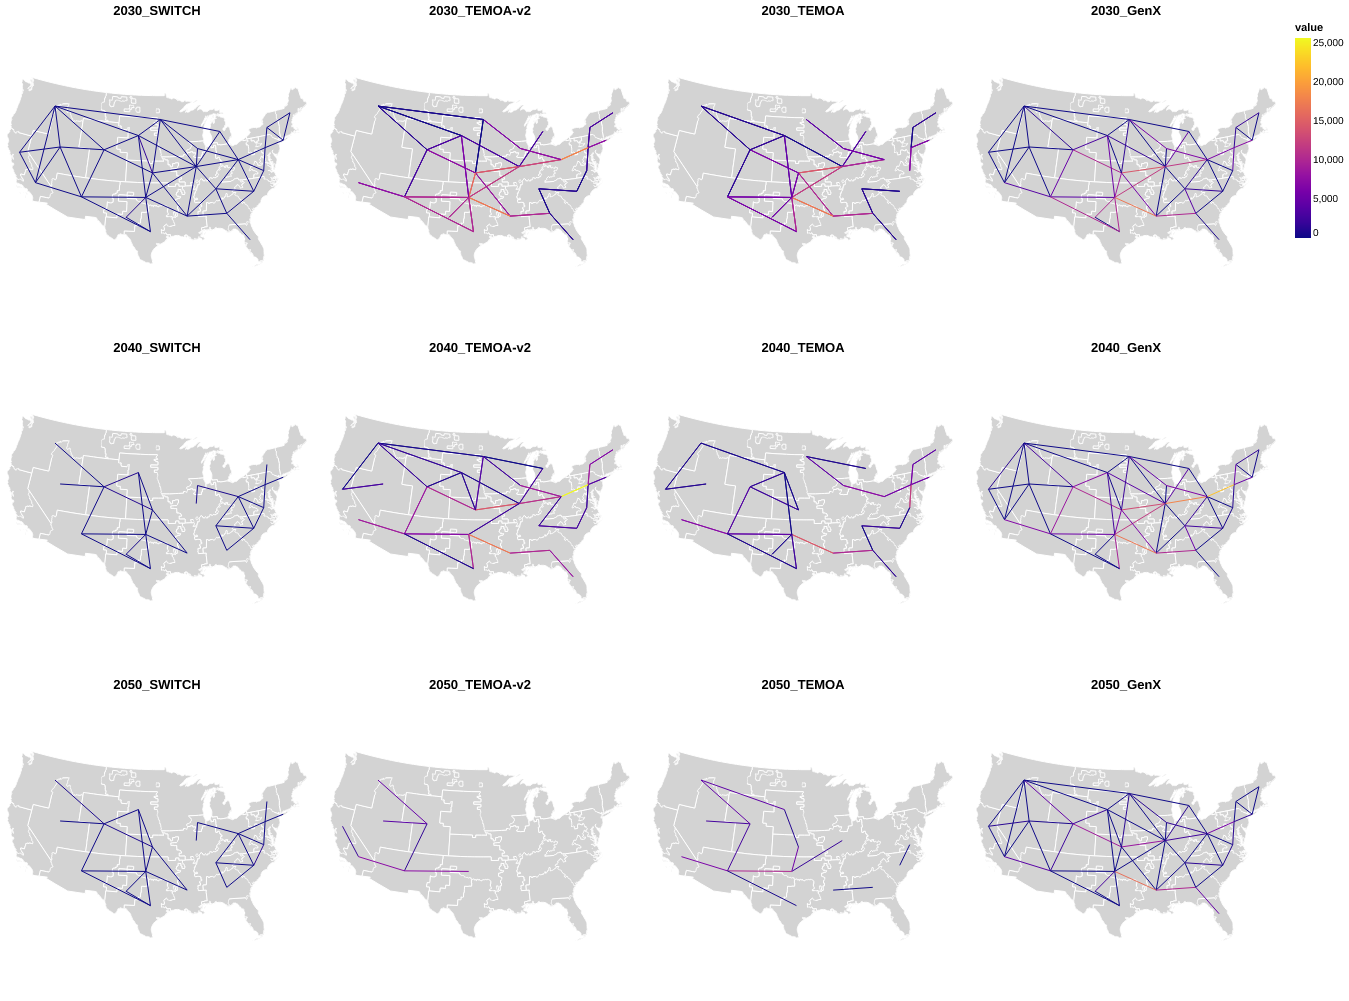 2030_SWITCH
2030_TEMOA-v2
2030_TEMOA
2030_GenX
value
25,000
20,000
15,000
10,000
5,000
0
2040_SWITCH
2040_TEMOA-v2
2040_TEMOA
2040_GenX
2050_SWITCH
2050_TEMOA-v2
2050_TEMOA
2050_GenX